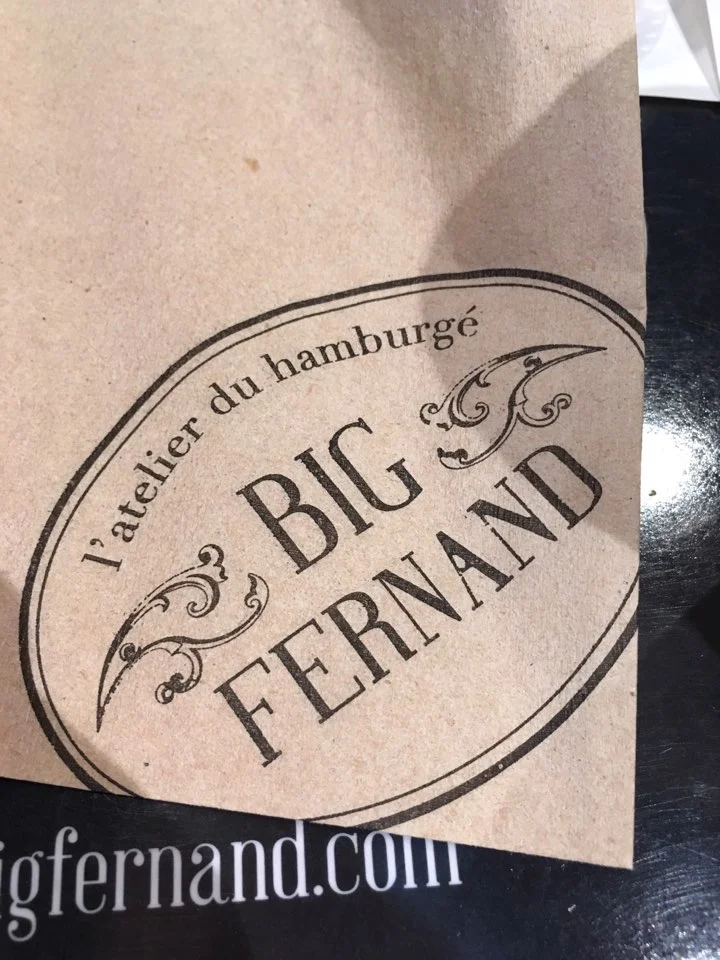 l'atelier du hamburgé
BIG
FERNAND
igfernand.com